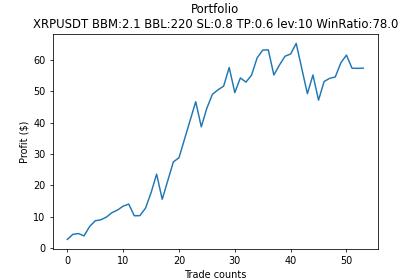 Portfolio
XRPUSDT BBM:2.1 BBL:220 SL:0.8 TP:0.6 lev:10 WinRatio:78.0
Profit ($)
60
50
40
30
20
10
0
0 10 20 30 40 50
Trade counts